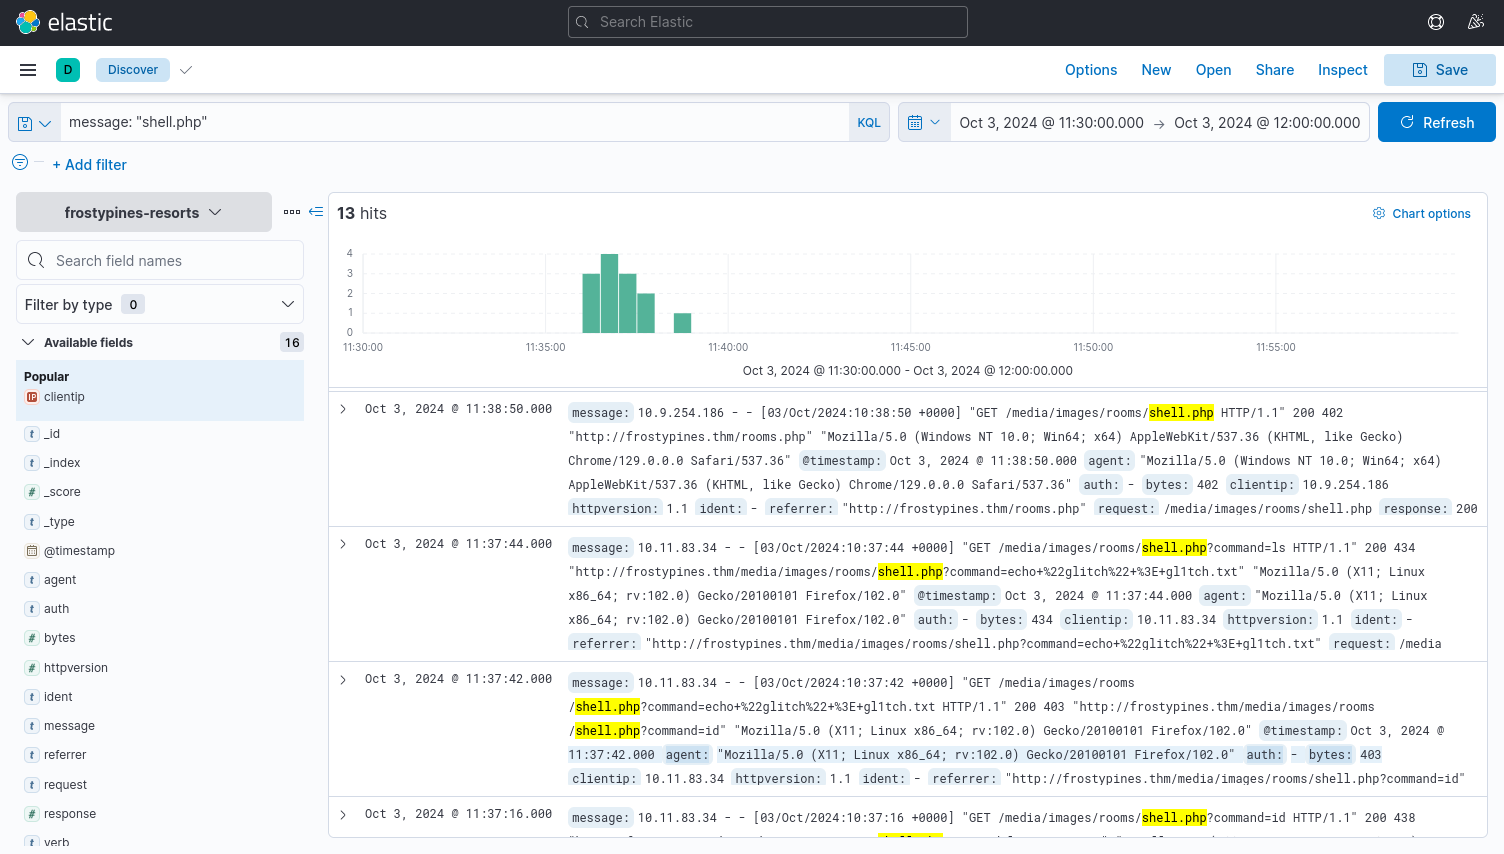 elastic
Search Elastic
D
Discover
Options
New
Open
Share
Inspect
Save
message: "shell.php"
KQL
Oct 3, 2024 @ 11:30:00.000 → Oct 3, 2024 @ 12:00:00.000
Refresh
+ Add filter
frostypines-resorts
Search field names
Filter by type 0
Available fields 16
Popular
IP clientip
t _id
t _index
# _score
t _type
@timestamp
t agent
t auth
# bytes
# httpversion
t ident
t message
t referrer
t request
# response
t verb
13 hits
Chart options
4
3
2
1
0
11:30:00 11:35:00 11:40:00 11:45:00 11:50:00 11:55:00
Oct 3, 2024 @ 11:30:00.000 - Oct 3, 2024 @ 12:00:00.000
Oct 3, 2024 @ 11:38:50.000
message: 10.9.254.186 - - [03/Oct/2024:10:38:50 +0000] "GET /media/images/rooms/shell.php HTTP/1.1" 200 402
"http://frostypines.thm/rooms.php" "Mozilla/5.0 (Windows NT 10.0; Win64; x64) AppleWebKit/537.36 (KHTML, like Gecko)
Chrome/129.0.0.0 Safari/537.36" @timestamp: Oct 3, 2024 @ 11:38:50.000 agent: "Mozilla/5.0 (Windows NT 10.0; Win64; x64)
AppleWebKit/537.36 (KHTML, like Gecko) Chrome/129.0.0.0 Safari/537.36" auth: - bytes: 402 clientip: 10.9.254.186
httpversion: 1.1 ident: - referrer: "http://frostypines.thm/rooms.php" request: /media/images/rooms/shell.php response: 200
Oct 3, 2024 @ 11:37:44.000
message: 10.11.83.34 - - [03/Oct/2024:10:37:44 +0000] "GET /media/images/rooms/shell.php?command=ls HTTP/1.1" 200 434
"http://frostypines.thm/media/images/rooms/shell.php?command=echo+%22glitch%22+%3E+gl1tch.txt" "Mozilla/5.0 (X11; Linux
x86_64; rv:102.0) Gecko/20100101 Firefox/102.0" @timestamp: Oct 3, 2024 @ 11:37:44.000 agent: "Mozilla/5.0 (X11; Linux
x86_64; rv:102.0) Gecko/20100101 Firefox/102.0" auth: - bytes: 434 clientip: 10.11.83.34 httpversion: 1.1 ident: -
referrer: "http://frostypines.thm/media/images/rooms/shell.php?command=echo+%22glitch%22+%3E+gl1tch.txt" request: /media
Oct 3, 2024 @ 11:37:42.000
message: 10.11.83.34 - - [03/Oct/2024:10:37:42 +0000] "GET /media/images/rooms
/shell.php?command=echo+%22glitch%22+%3E+gl1tch.txt HTTP/1.1" 200 403 "http://frostypines.thm/media/images/rooms
/shell.php?command=id" "Mozilla/5.0 (X11; Linux x86_64; rv:102.0) Gecko/20100101 Firefox/102.0" @timestamp: Oct 3, 2024 @
11:37:42.000 agent: "Mozilla/5.0 (X11; Linux x86_64; rv:102.0) Gecko/20100101 Firefox/102.0" auth: - bytes: 403
clientip: 10.11.83.34 httpversion: 1.1 ident: - referrer: "http://frostypines.thm/media/images/rooms/shell.php?command=id"
Oct 3, 2024 @ 11:37:16.000
message: 10.11.83.34 - - [03/Oct/2024:10:37:16 +0000] "GET /media/images/rooms/shell.php?command=id HTTP/1.1" 200 438